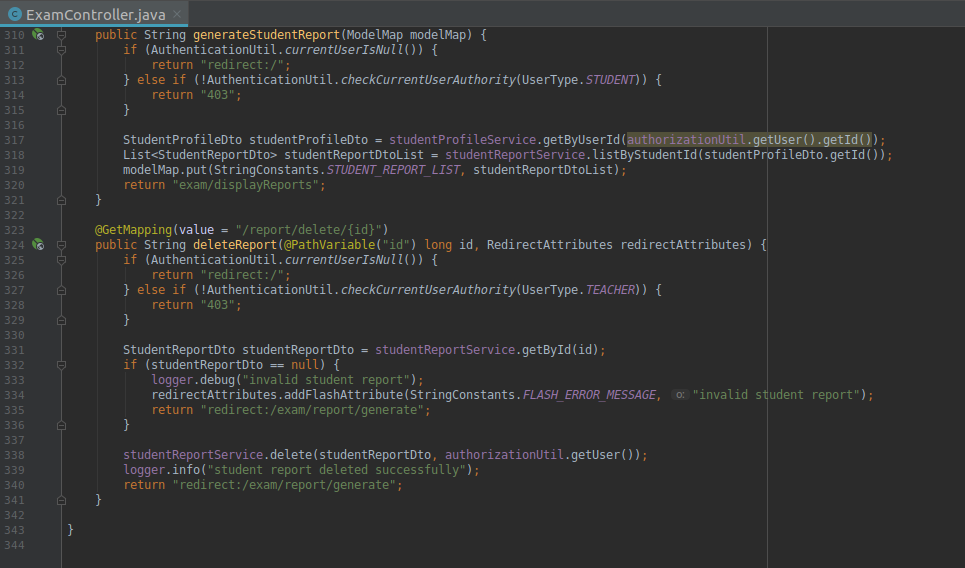 ExamController.java
310 public String generateStudentReport(ModelMap modelMap) {
311 if (AuthenticationUtil.currentUserIsNull()) {
312 return "redirect:/";
313 } else if (!AuthenticationUtil.checkCurrentUserAuthority(UserType.STUDENT)) {
314 return "403";
315 }
316
317 StudentProfileDto studentProfileDto = studentProfileService.getByUserId(authorizationUtil.getUser().getId());
318 List<StudentReportDto> studentReportDtoList = studentReportService.listByStudentId(studentProfileDto.getId());
319 modelMap.put(StringConstants.STUDENT_REPORT_LIST, studentReportDtoList);
320 return "exam/displayReports";
321 }
322
323 @GetMapping(value = "/report/delete/{id}")
324 public String deleteReport(@PathVariable("id") long id, RedirectAttributes redirectAttributes) {
325 if (AuthenticationUtil.currentUserIsNull()) {
326 return "redirect:/";
327 } else if (!AuthenticationUtil.checkCurrentUserAuthority(UserType.TEACHER)) {
328 return "403";
329 }
330
331 StudentReportDto studentReportDto = studentReportService.getById(id);
332 if (studentReportDto == null) {
333 logger.debug("invalid student report");
334 redirectAttributes.addFlashAttribute(StringConstants.FLASH_ERROR_MESSAGE, o: "invalid student report");
335 return "redirect:/exam/report/generate";
336 }
337
338 studentReportService.delete(studentReportDto, authorizationUtil.getUser());
339 logger.info("student report deleted successfully");
340 return "redirect:/exam/report/generate";
341 }
342
343 }
344